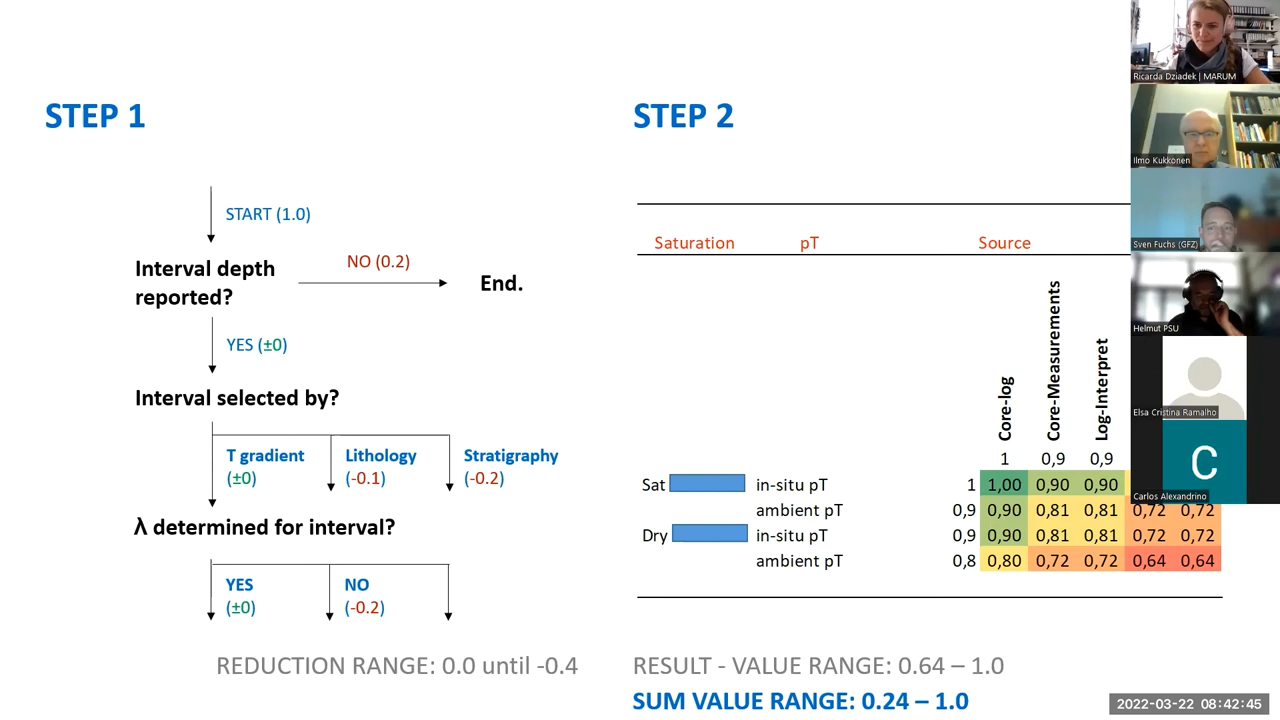 STEP 1
START (1.0)
Interval depth
reported?
NO (0.2)
End.
YES (±0)
Interval selected by?
T gradient
(±0)
Lithology
(-0.1)
Stratigraphy
(-0.2)
λ determined for interval?
YES
(±0)
NO
(-0.2)
REDUCTION RANGE: 0.0 until -0.4
STEP 2
Saturation pT Source
Core-log
Core-Measurements
Log-Interpret
1 0,9 0,9
Sat in-situ pT 1 1,00 0,90 0,90
ambient pT 0,9 0,90 0,81 0,81 0,72 0,72
Dry in-situ pT 0,9 0,90 0,81 0,81 0,72 0,72
ambient pT 0,8 0,80 0,72 0,72 0,64 0,64
RESULT - VALUE RANGE: 0.64 – 1.0
SUM VALUE RANGE: 0.24 – 1.0
Ricarda Dziadek | MARUM
Ilmo Kukkonen
Sven Fuchs (GFZ)
Helmut PSU
Elsa Cristina Ramalho
C
Carlos Alexandrino
2022-03-22 08:42:45